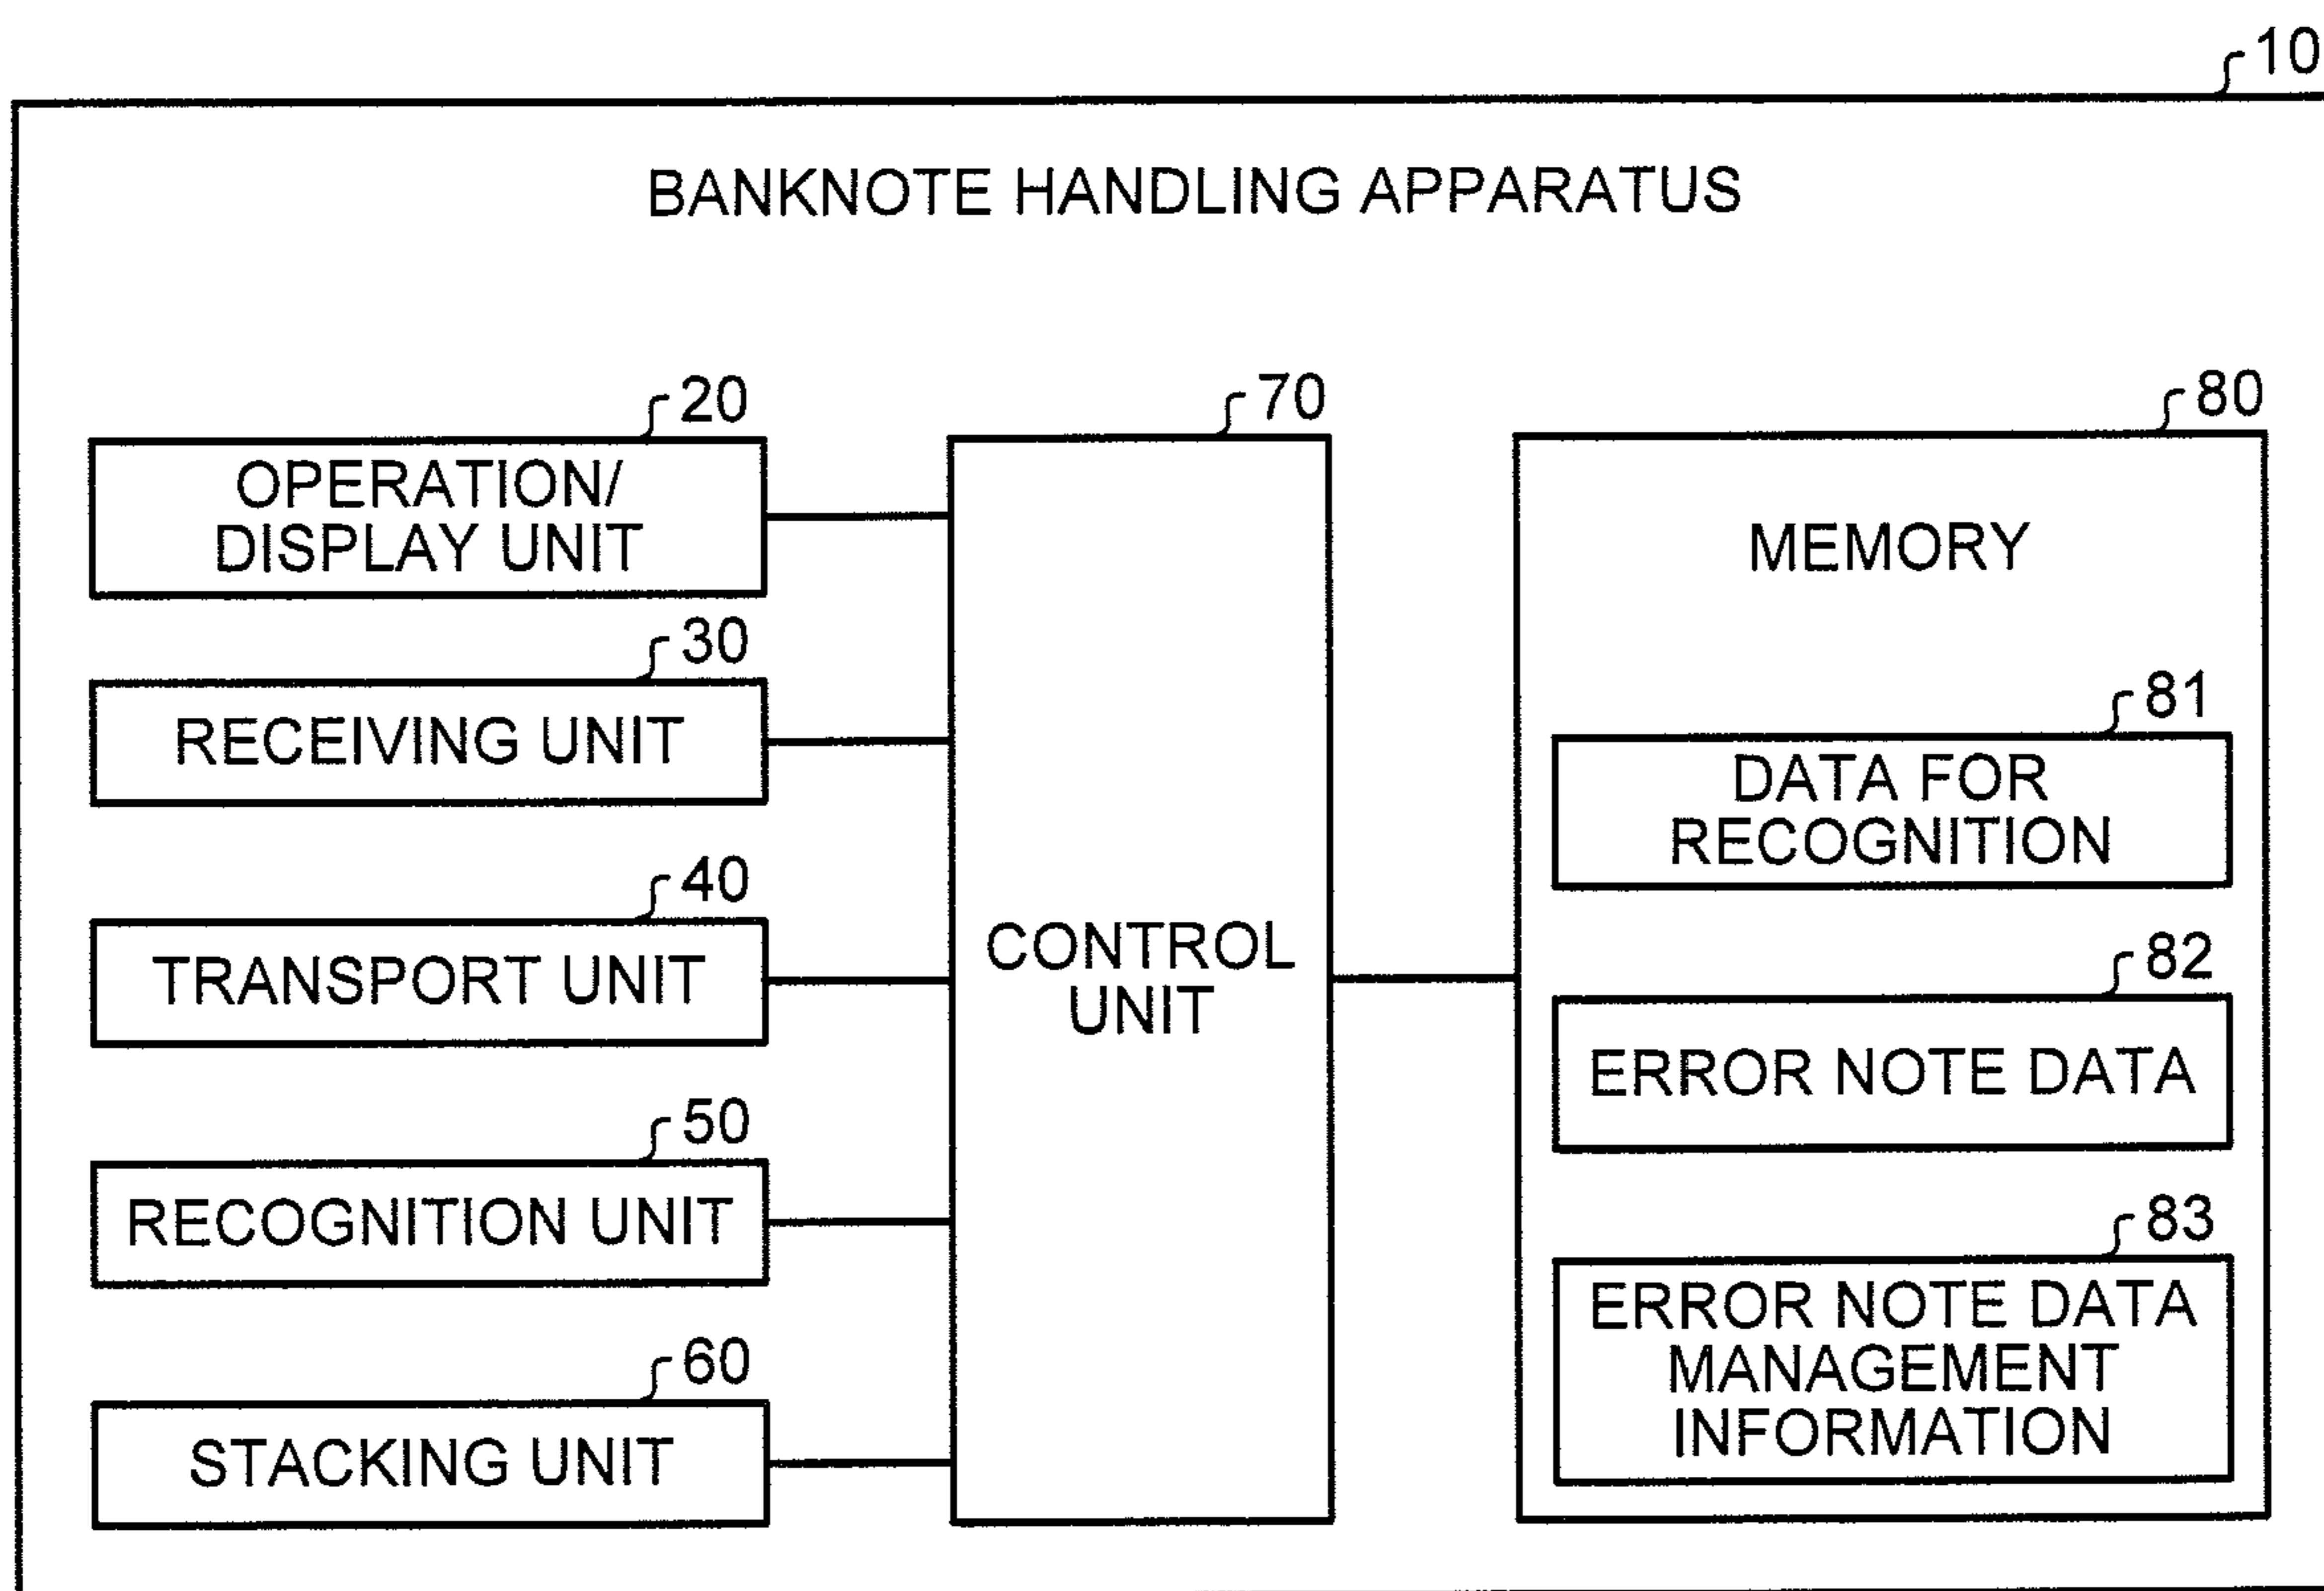 10
BANKNOTE HANDLING APPARATUS
20
OPERATION/
DISPLAY UNIT
30
RECEIVING UNIT
40
TRANSPORT UNIT
50
RECOGNITION UNIT
60
STACKING UNIT
70
CONTROL
UNIT
80
MEMORY
81
DATA FOR
RECOGNITION
82
ERROR NOTE DATA
83
ERROR NOTE DATA
MANAGEMENT
INFORMATION